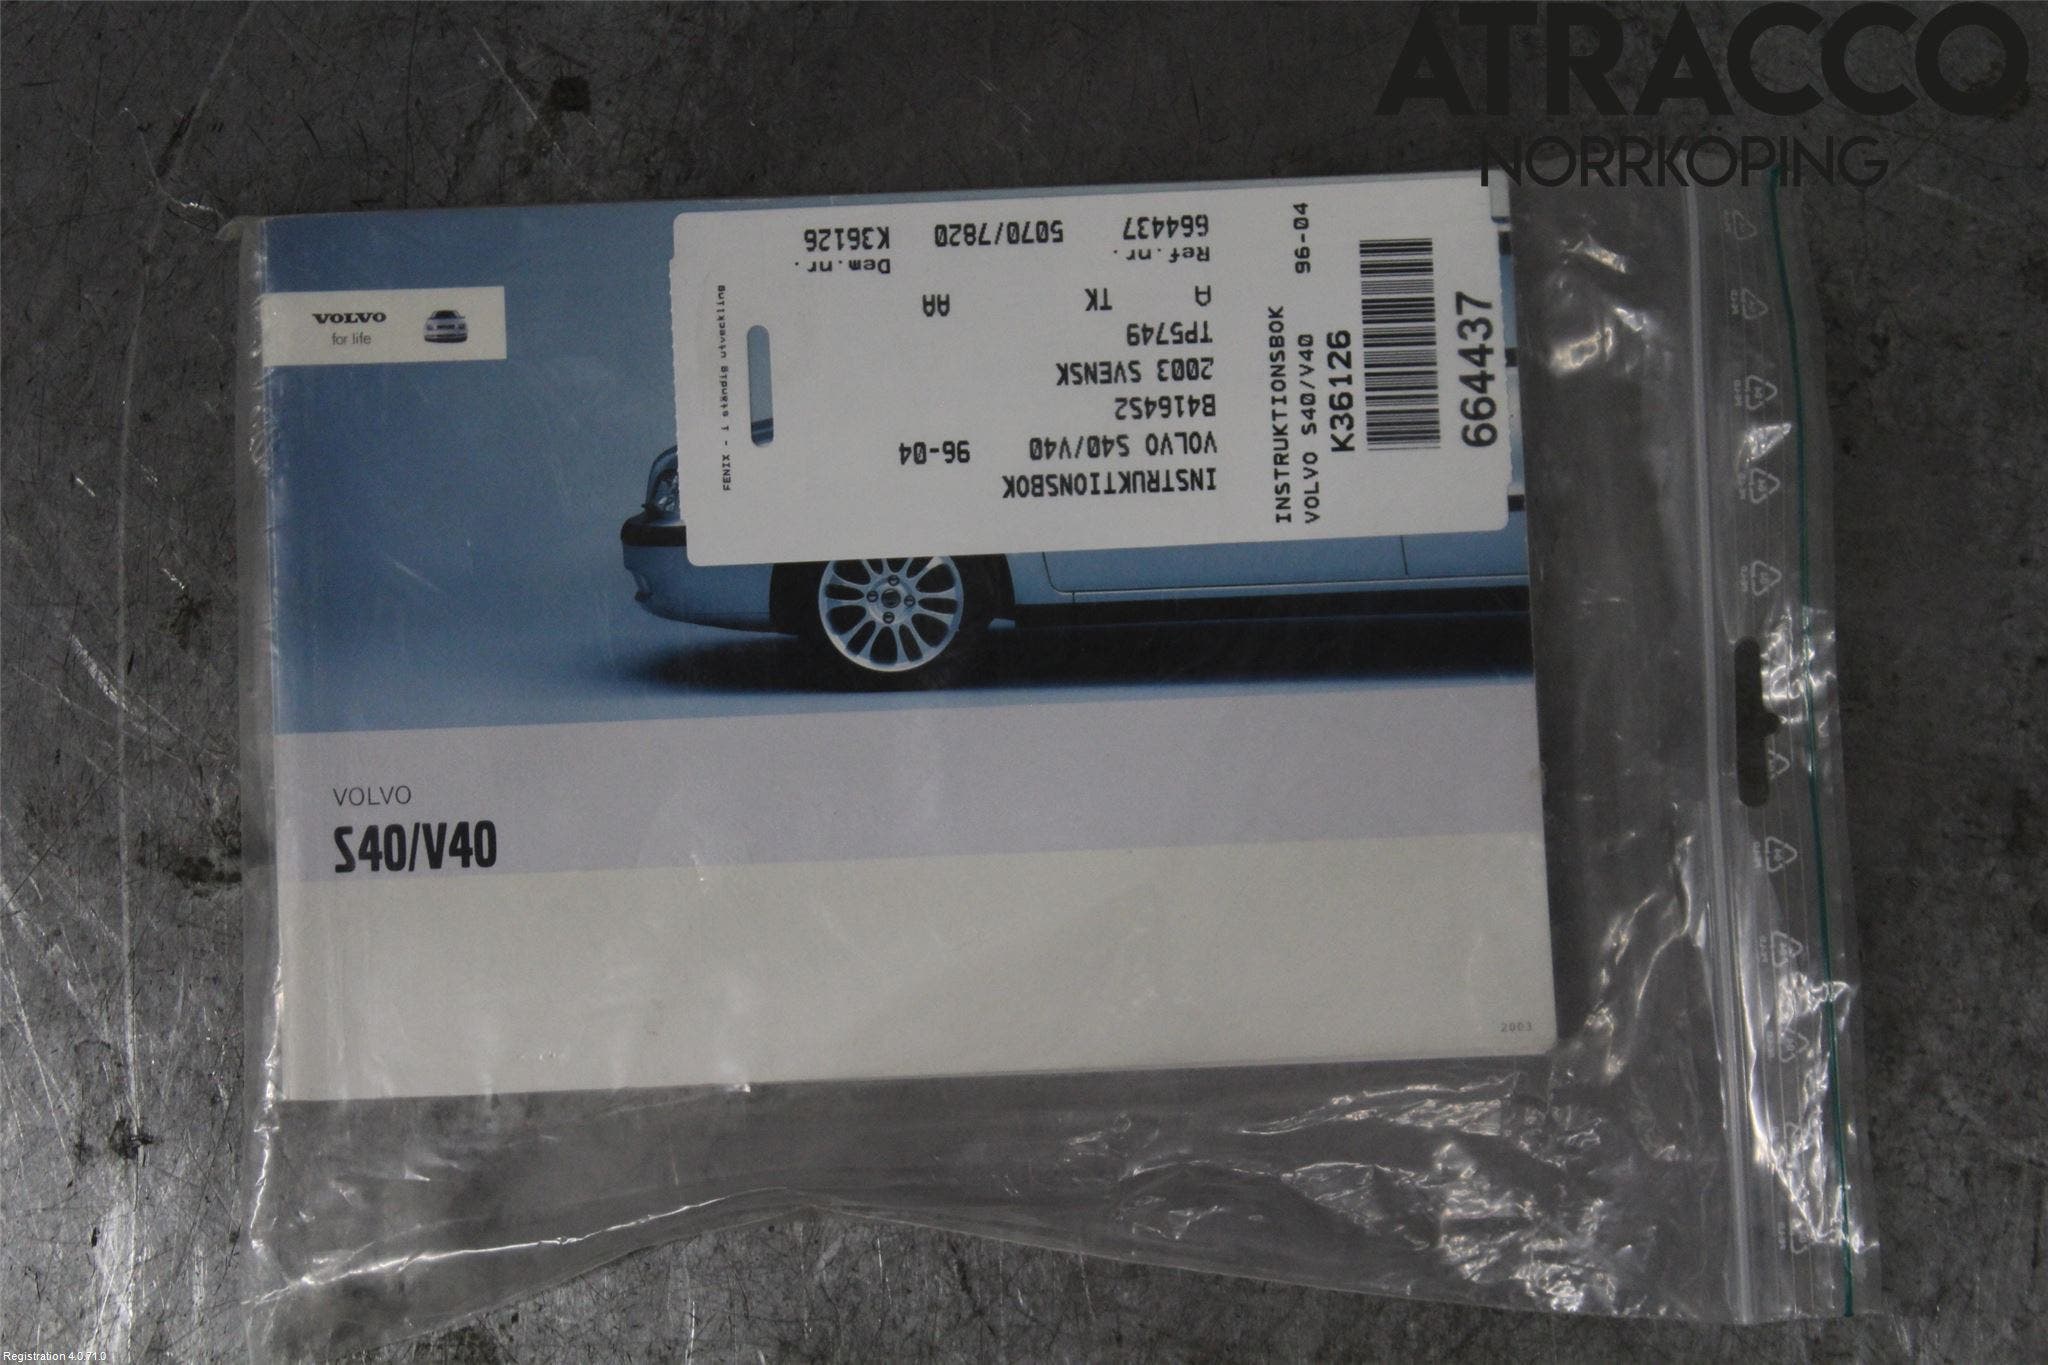 ATRACCO
NORRKÖPING
VOLVO
for life
INSTRUKTIONSBOK
VOLVO S40/V40 96-04
B4164S2
2003 SVENSK
TP5749
D TK AA
Ref.nr. Dem.nr.
664437 5070/7820 K36126
FENIX - i ständig utveckling
INSTRUKTIONSBOK 96-04
VOLVO S40/V40
K36126
664437
VOLVO
S40/V40
2003
Registration 4.0.71.0